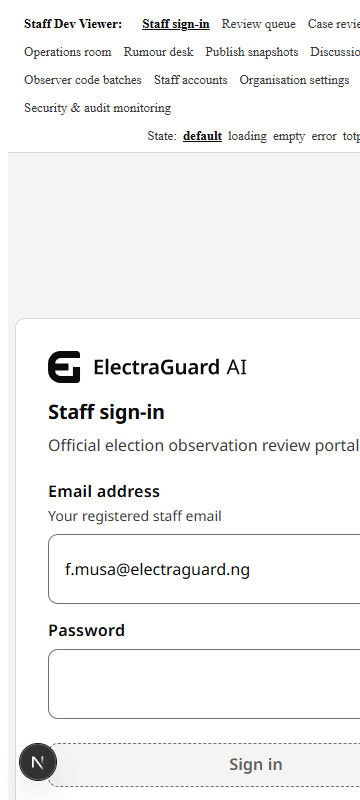 Staff Dev Viewer: Staff sign-in Review queue Case revie
Operations room Rumour desk Publish snapshots Discussio
Observer code batches Staff accounts Organisation settings
Security & audit monitoring
State: default loading empty error totp
ElectraGuard AI
Staff sign-in
Official election observation review portal
Email address
Your registered staff email
f.musa@electraguard.ng
Password
N
Sign in